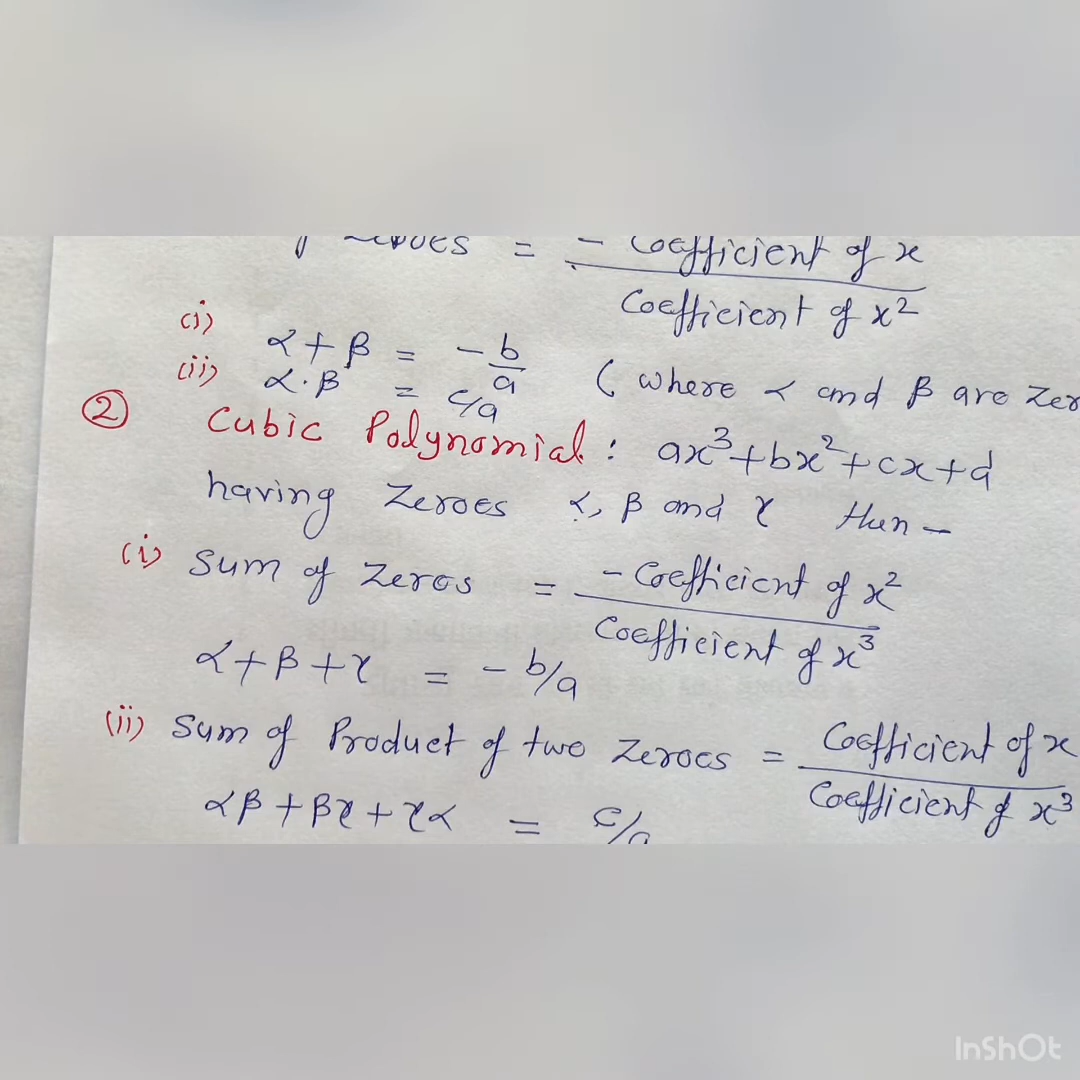 Zeroes = - Coefficient of x / Coefficient of x²
(i) α + β = - b/a
(ii) α . β = c/a ( where α and β are Zer
② Cubic Polynomial : ax³+bx²+cx+d
having Zeroes α, β and γ then -
(i) Sum of Zeros = - Coefficient of x² / Coefficient of x³
α + β + γ = - b/a
(ii) Sum of Product of two Zeroes = Coefficient of x / Coefficient of x³
αβ + βγ + γα = c/a
InShOt